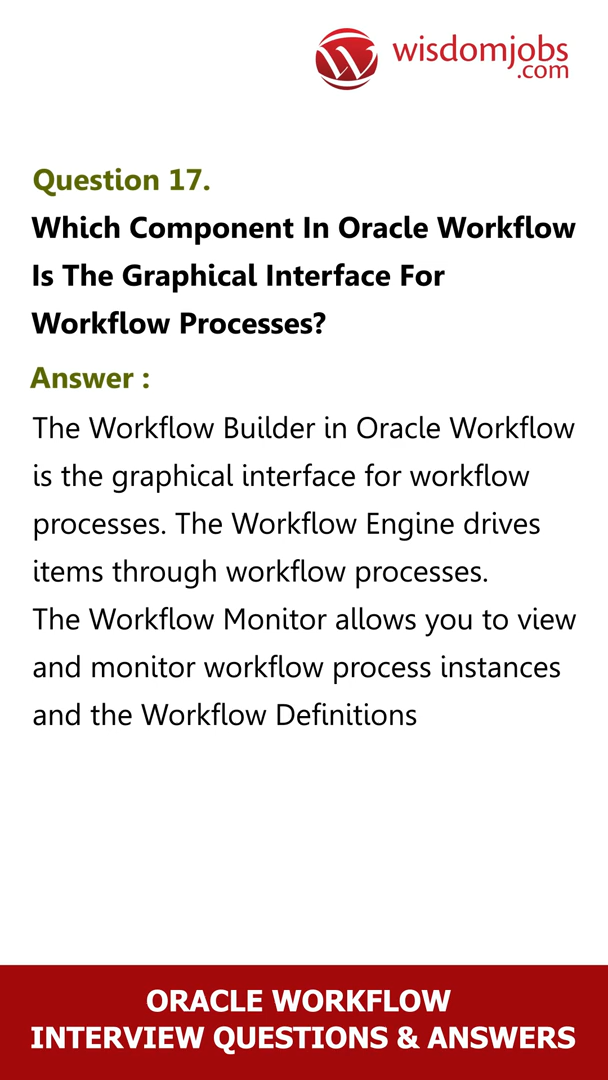 wisdomjobs
.com
Question 17.
Which Component In Oracle Workflow
Is The Graphical Interface For
Workflow Processes?
Answer :
The Workflow Builder in Oracle Workflow
is the graphical interface for workflow
processes. The Workflow Engine drives
items through workflow processes.
The Workflow Monitor allows you to view
and monitor workflow process instances
and the Workflow Definitions
ORACLE WORKFLOW
INTERVIEW QUESTIONS & ANSWERS